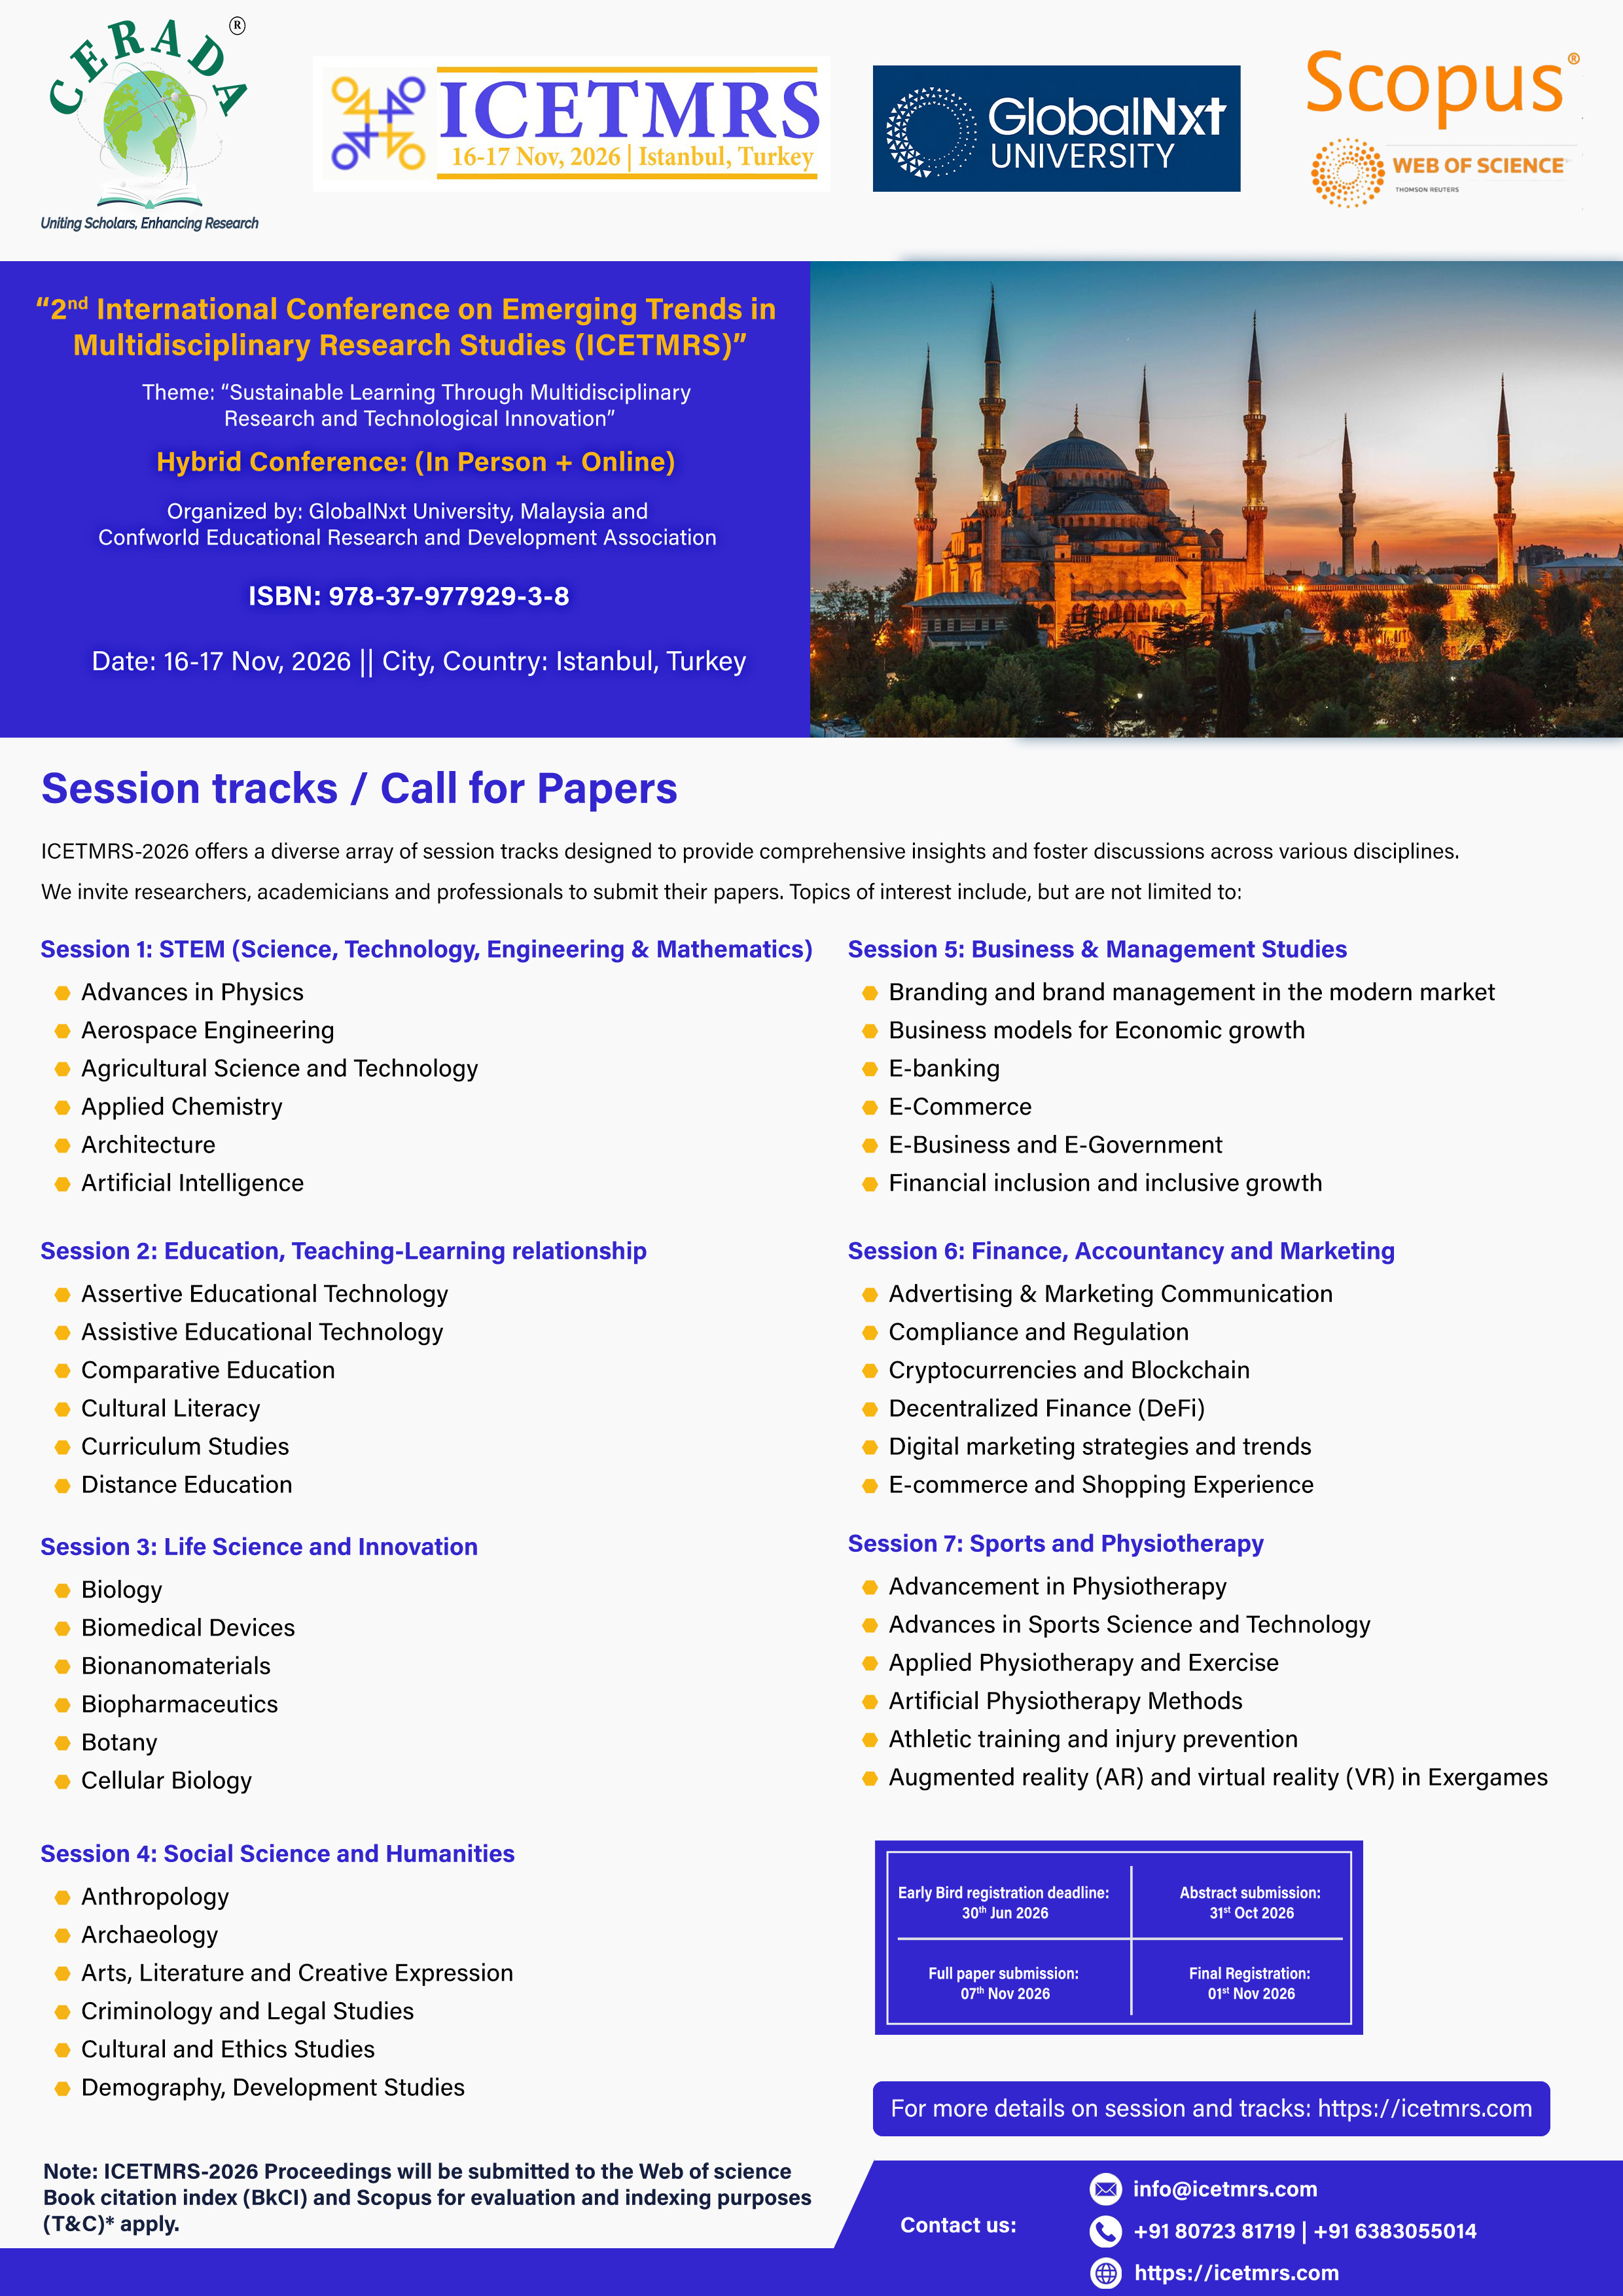 CERADA ®
Uniting Scholars, Enhancing Research
ICETMRS
16-17 Nov, 2026 | Istanbul, Turkey
GlobalNxt
UNIVERSITY
Scopus®
WEB OF SCIENCE
THOMSON REUTERS
“2nd International Conference on Emerging Trends in
Multidisciplinary Research Studies (ICETMRS)”
Theme: “Sustainable Learning Through Multidisciplinary
Research and Technological Innovation”
Hybrid Conference: (In Person + Online)
Organized by: GlobalNxt University, Malaysia and
Confworld Educational Research and Development Association
ISBN: 978-37-977929-3-8
Date: 16-17 Nov, 2026 || City, Country: Istanbul, Turkey
Session tracks / Call for Papers
ICETMRS-2026 offers a diverse array of session tracks designed to provide comprehensive insights and foster discussions across various disciplines.
We invite researchers, academicians and professionals to submit their papers. Topics of interest include, but are not limited to:
Session 1: STEM (Science, Technology, Engineering & Mathematics)
Advances in Physics
Aerospace Engineering
Agricultural Science and Technology
Applied Chemistry
Architecture
Artificial Intelligence
Session 2: Education, Teaching-Learning relationship
Assertive Educational Technology
Assistive Educational Technology
Comparative Education
Cultural Literacy
Curriculum Studies
Distance Education
Session 3: Life Science and Innovation
Biology
Biomedical Devices
Bionanomaterials
Biopharmaceutics
Botany
Cellular Biology
Session 4: Social Science and Humanities
Anthropology
Archaeology
Arts, Literature and Creative Expression
Criminology and Legal Studies
Cultural and Ethics Studies
Demography, Development Studies
Session 5: Business & Management Studies
Branding and brand management in the modern market
Business models for Economic growth
E-banking
E-Commerce
E-Business and E-Government
Financial inclusion and inclusive growth
Session 6: Finance, Accountancy and Marketing
Advertising & Marketing Communication
Compliance and Regulation
Cryptocurrencies and Blockchain
Decentralized Finance (DeFi)
Digital marketing strategies and trends
E-commerce and Shopping Experience
Session 7: Sports and Physiotherapy
Advancement in Physiotherapy
Advances in Sports Science and Technology
Applied Physiotherapy and Exercise
Artificial Physiotherapy Methods
Athletic training and injury prevention
Augmented reality (AR) and virtual reality (VR) in Exergames
Early Bird registration deadline:
30th Jun 2026
Abstract submission:
31st Oct 2026
Full paper submission:
07th Nov 2026
Final Registration:
01st Nov 2026
For more details on session and tracks: https://icetmrs.com
Note: ICETMRS-2026 Proceedings will be submitted to the Web of science
Book citation index (BkCI) and Scopus for evaluation and indexing purposes
(T&C)* apply.
Contact us:
info@icetmrs.com
+91 80723 81719 | +91 6383055014
https://icetmrs.com